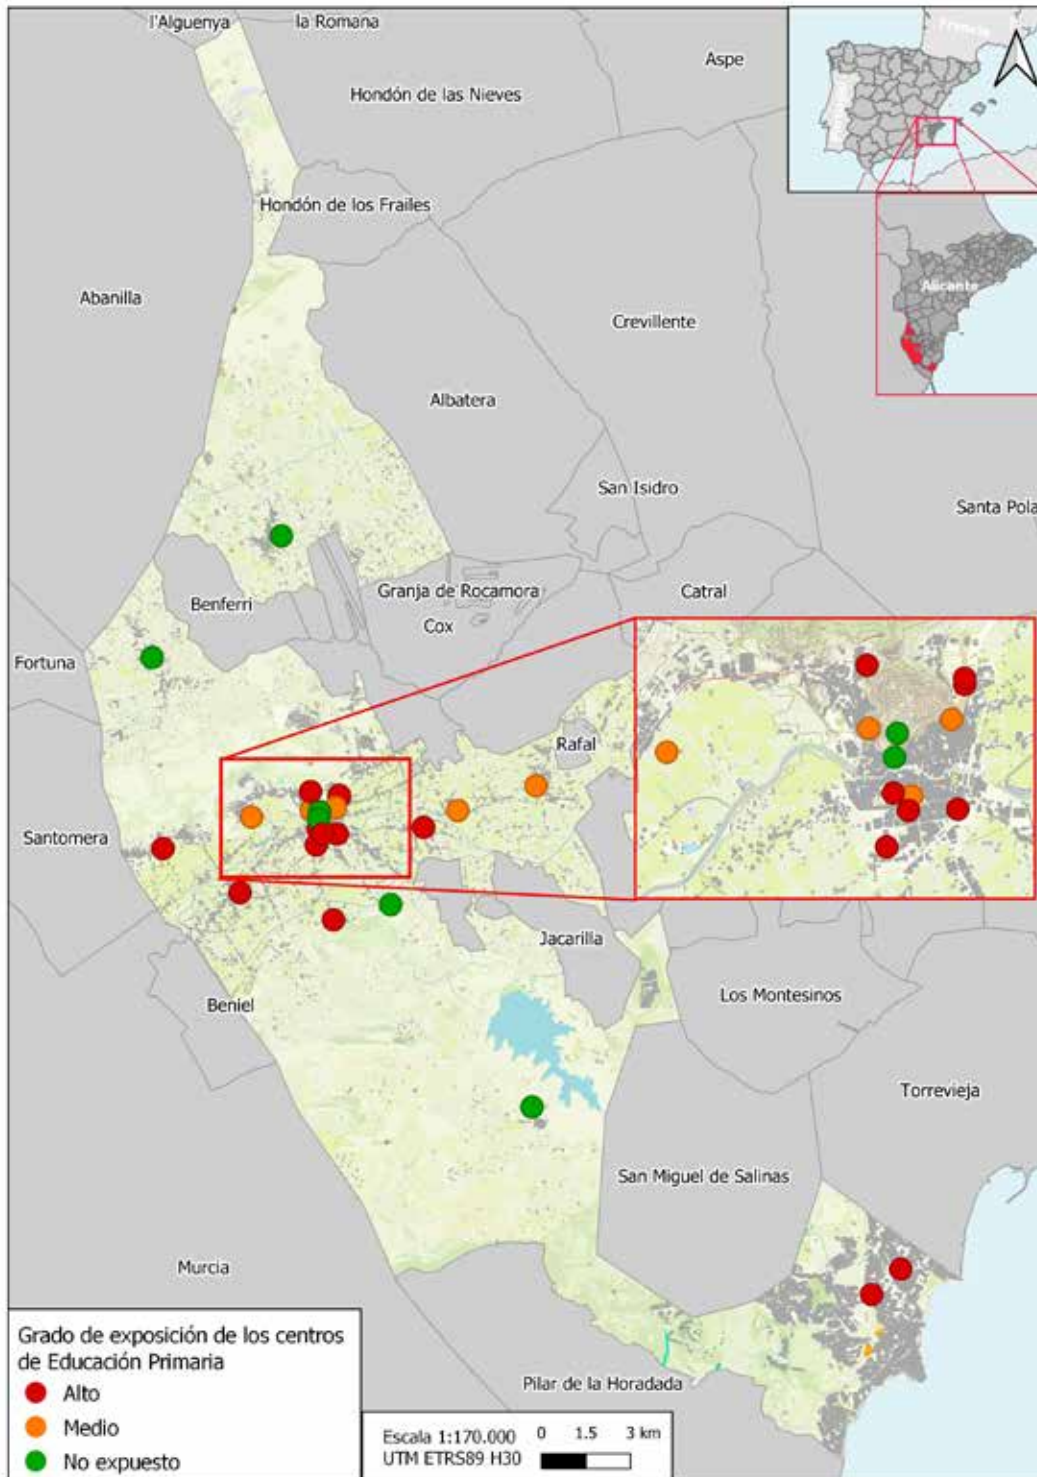 l'Alguenya
la Romana
Aspe
Francia
Hondón de las Nieves
Hondón de los Frailes
Abanilla
Crevillente
Alicante
Albatera
San Isidro
Santa Pola
Granja de Rocamora
Catral
Benferri
Cox
Fortuna
Rafal
Santomera
Jacarilla
Beniel
Los Montesinos
Torrevieja
San Miguel de Salinas
Murcia
Pilar de la Horadada
Grado de exposición de los centros
de Educación Primaria
Alto
Medio
No expuesto
Escala 1:170.000 0 1.5 3 km
UTM ETRS89 H30